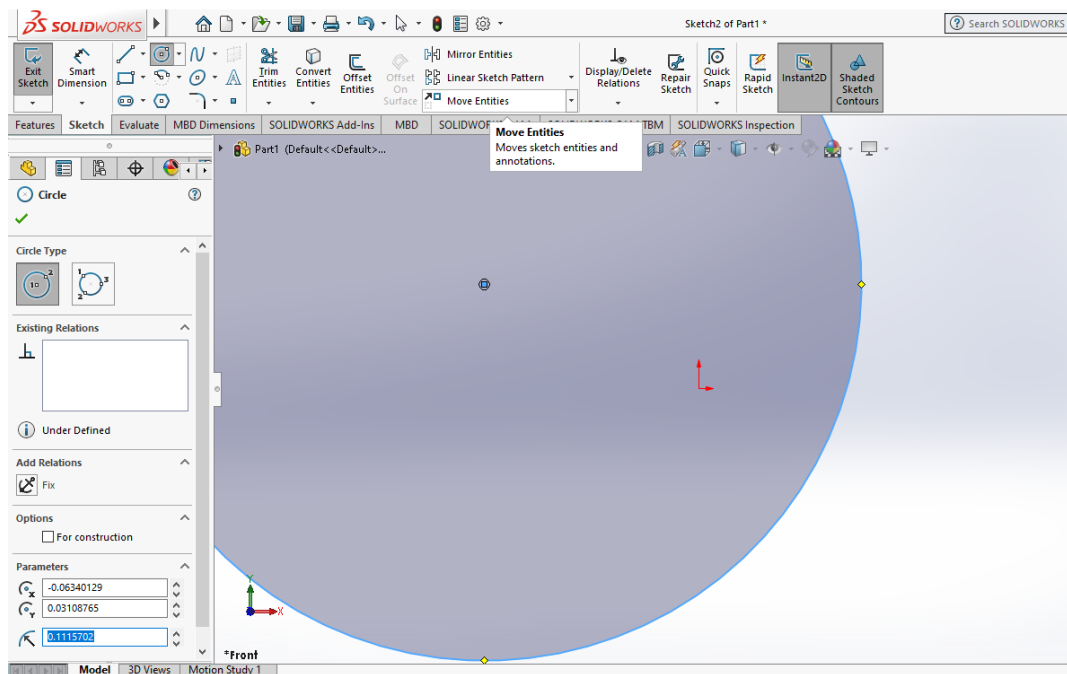 SOLIDWORKS
Sketch2 of Part1 *
Search SOLIDWORKS
Exit Sketch
Smart Dimension
Trim Entities
Convert Entities
Offset Entities
Offset On Surface
Mirror Entities
Linear Sketch Pattern
Move Entities
Display/Delete Relations
Repair Sketch
Quick Snaps
Rapid Sketch
Instant2D
Shaded Sketch Contours
Features Sketch Evaluate MBD Dimensions SOLIDWORKS Add-Ins MBD TBM SOLIDWORKS Inspection
Move Entities
Moves sketch entities and
annotations.
Part1 (Default<<Default>...
Circle
Circle Type
Existing Relations
Under Defined
Add Relations
Fix
Options
For construction
Parameters
-0.06340129
0.03108765
0.1115702
Y
X
*Front
Model 3D Views Motion Study 1